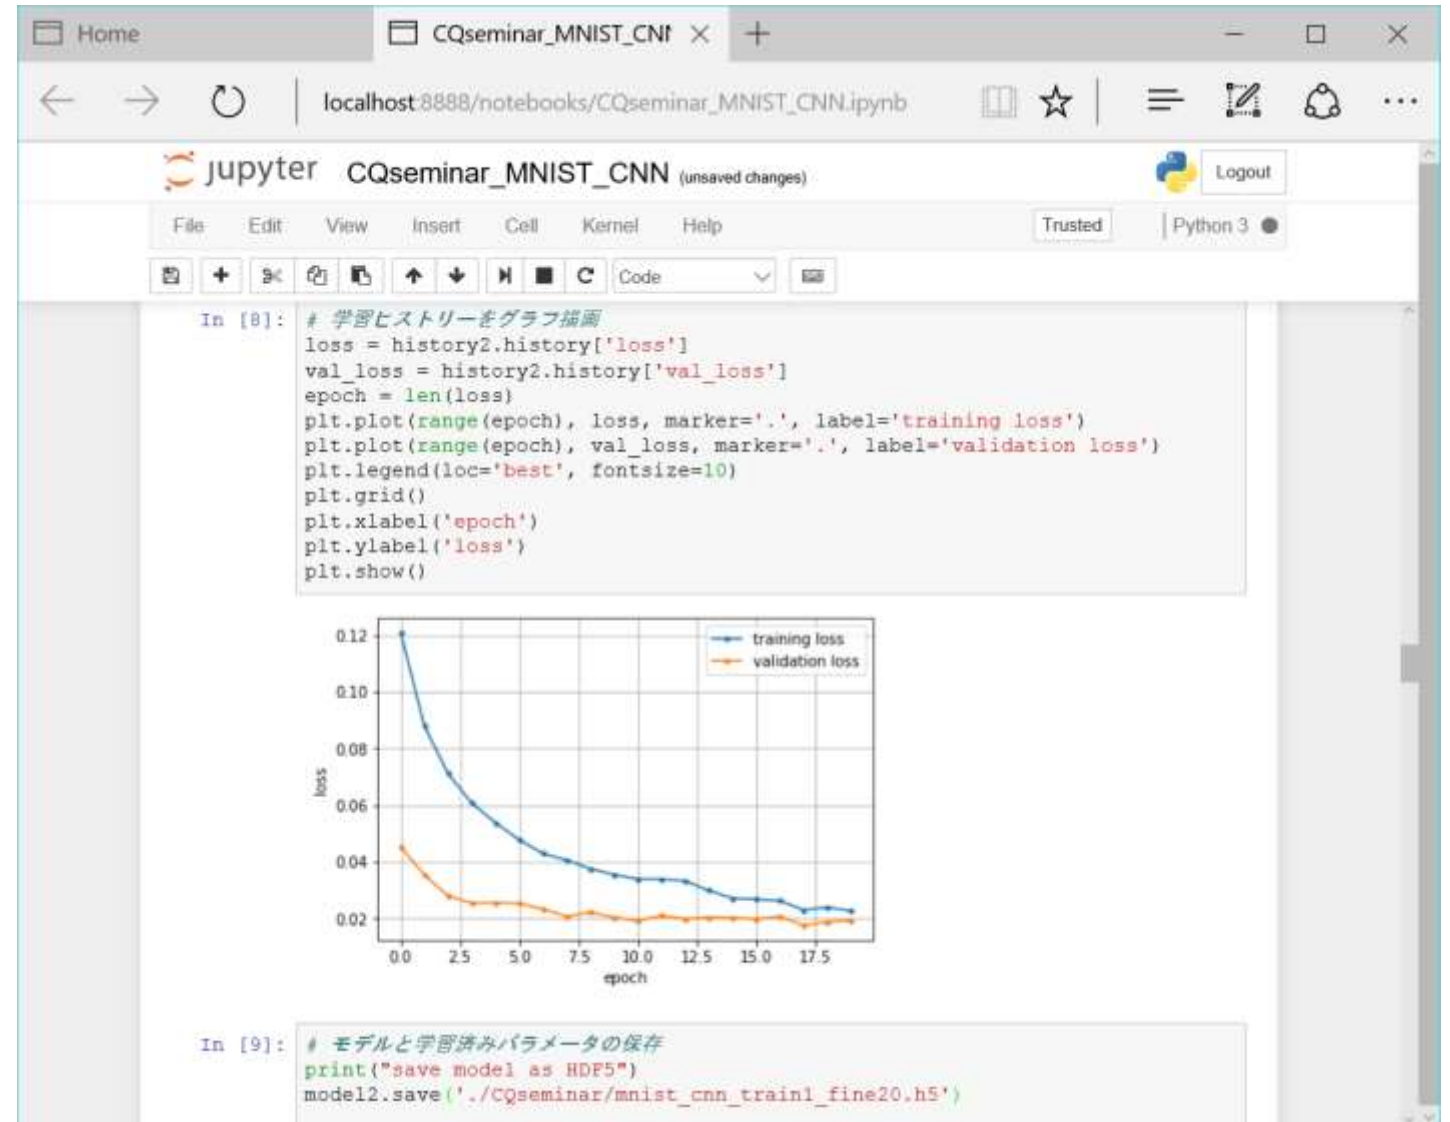 Home
CQseminar_MNIST_CNI
localhost:8888/notebooks/CQseminar_MNIST_CNN.ipynb
jupyter CQseminar_MNIST_CNN (unsaved changes)
Logout
File Edit View Insert Cell Kernel Help Trusted Python 3
Code
In [8]: # 学習ヒストリーをグラフ描画
loss = history2.history['loss']
val_loss = history2.history['val_loss']
epoch = len(loss)
plt.plot(range(epoch), loss, marker='.', label='training loss')
plt.plot(range(epoch), val_loss, marker='.', label='validation loss')
plt.legend(loc='best', fontsize=10)
plt.grid()
plt.xlabel('epoch')
plt.ylabel('loss')
plt.show()
training loss
validation loss
0.12
0.10
0.08
0.06
0.04
0.02
loss
0.0 2.5 5.0 7.5 10.0 12.5 15.0 17.5
epoch
In [9]: # モデルと学習済みパラメータの保存
print("save model as HDF5")
model2.save('./CQseminar/mnist_cnn_train1_fine20.h5')